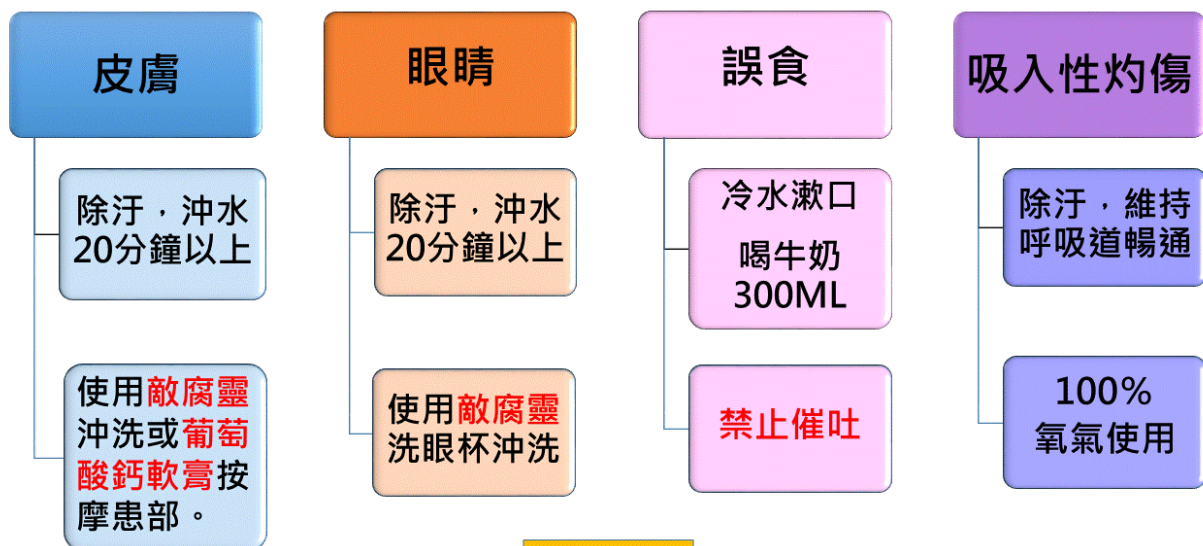 皮膚
除汙，沖水
20分鐘以上
使用敵腐靈
沖洗或葡萄
酸鈣軟膏按
摩患部。
眼睛
除汙，沖水
20分鐘以上
使用敵腐靈
洗眼杯沖洗
誤食
冷水漱口
喝牛奶
300ML
禁止催吐
吸入性灼傷
除汙，維持
呼吸道暢通
100%
氧氣使用